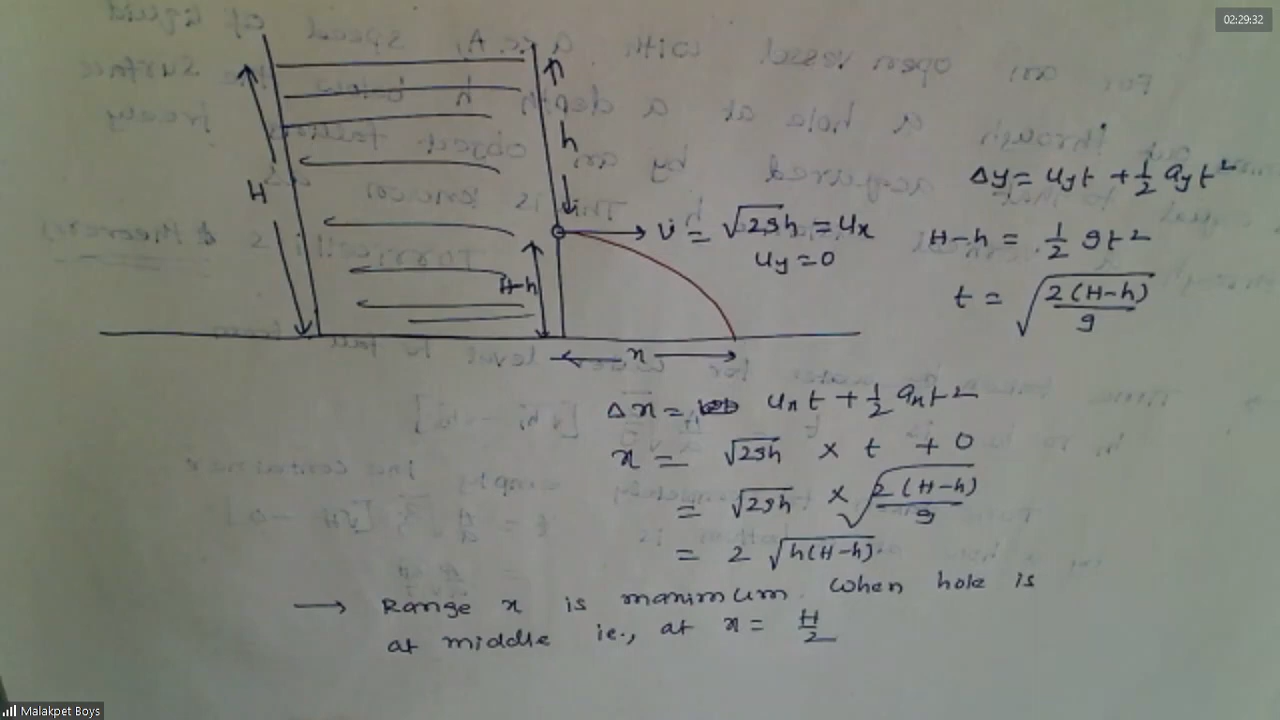 02:29:32
H
h
H-h
x
v = √2gh = ux
uy = 0
Δy = uyt + 1/2 ayt²
H-h = 1/2 gt²
t = √(2(H-h)/g)
Δx = uxt + 1/2 axt²
x = √2gh × t + 0
= √2gh × √(2(H-h)/g)
= 2 √h(H-h)
→ Range x is maximum when hole is
at middle ie., at x = H/2
Malakpet Boys